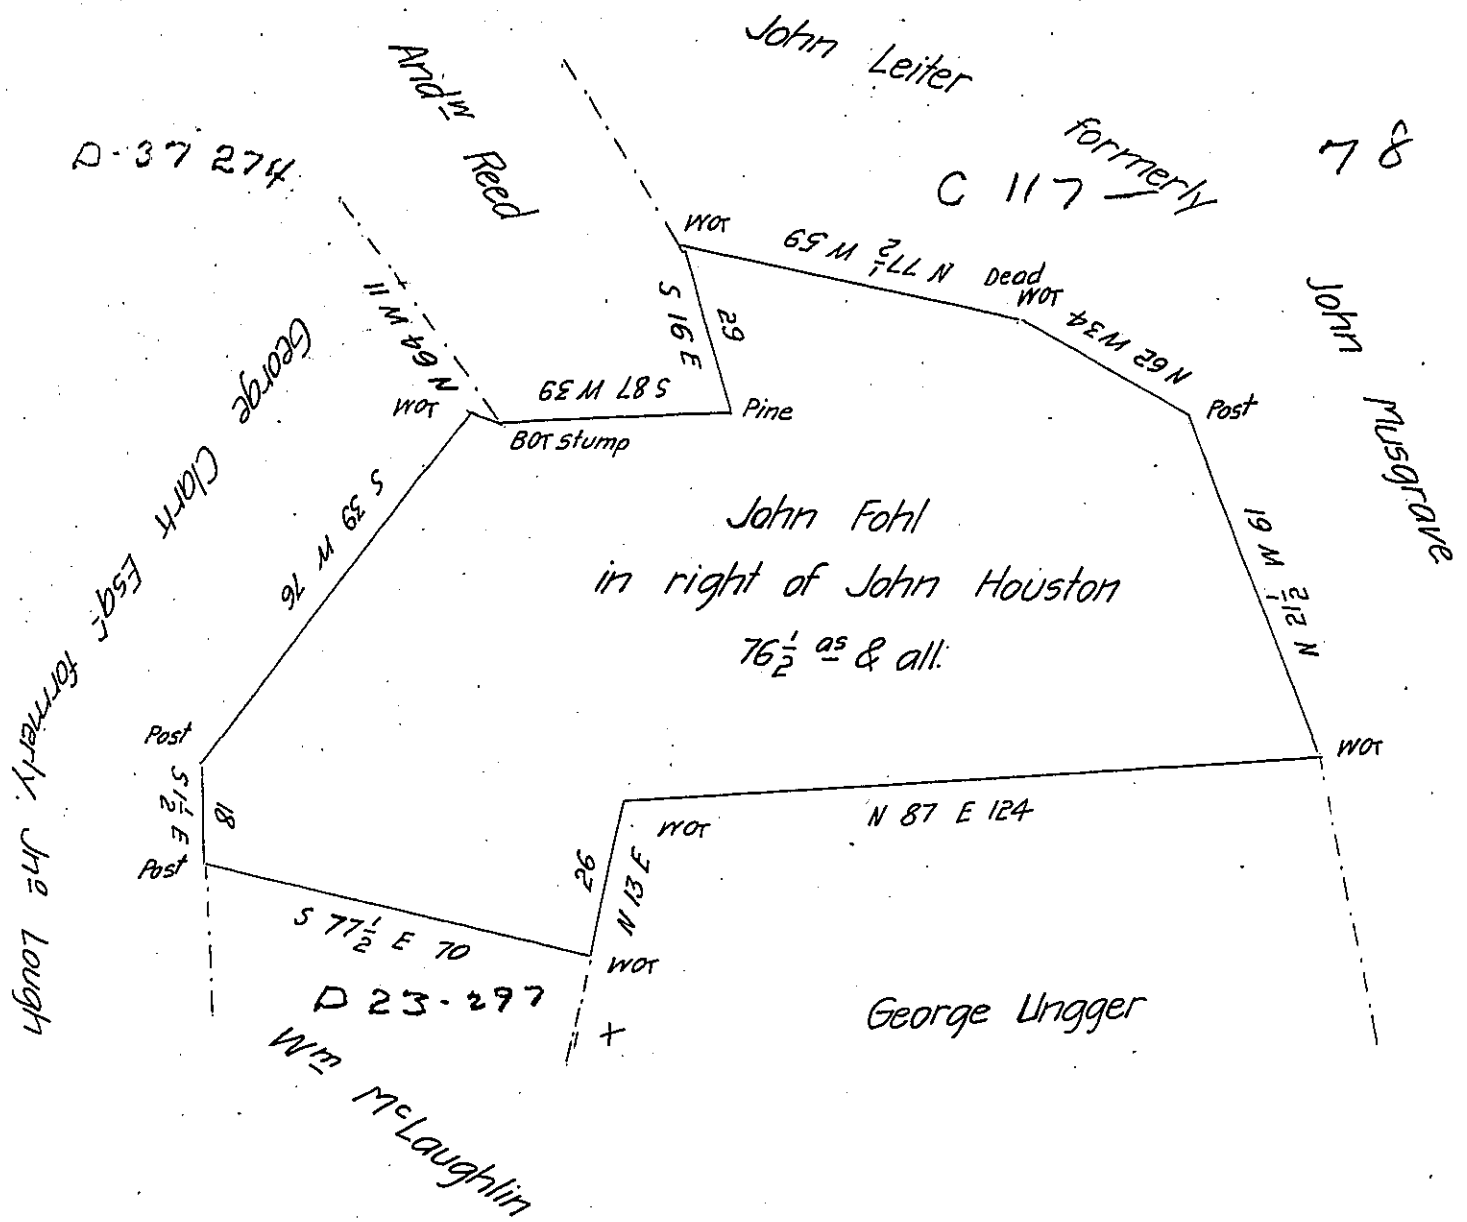 John Leiter formerly John Musgrave
Andw Reed
D-37 274
C 117
78
WOT
N 77½ W 59
Dead
WOT
N 62 W 34
Post
N 21½ W 61
WOT
S 16 E
29
Pine
S 87 W 39
BOT stump
N 64 W 11
WOT
George Clark Esqr formerly Jno Lough
S 39 W 76
John Fohl
in right of John Houston
76½ as & all.
Post
S 1½ E
18
Post
S 77½ E 70
WOT
26
N 13 E
WOT
N 87 E 124
D 23-297
George Ungger
Wm McLaughlin